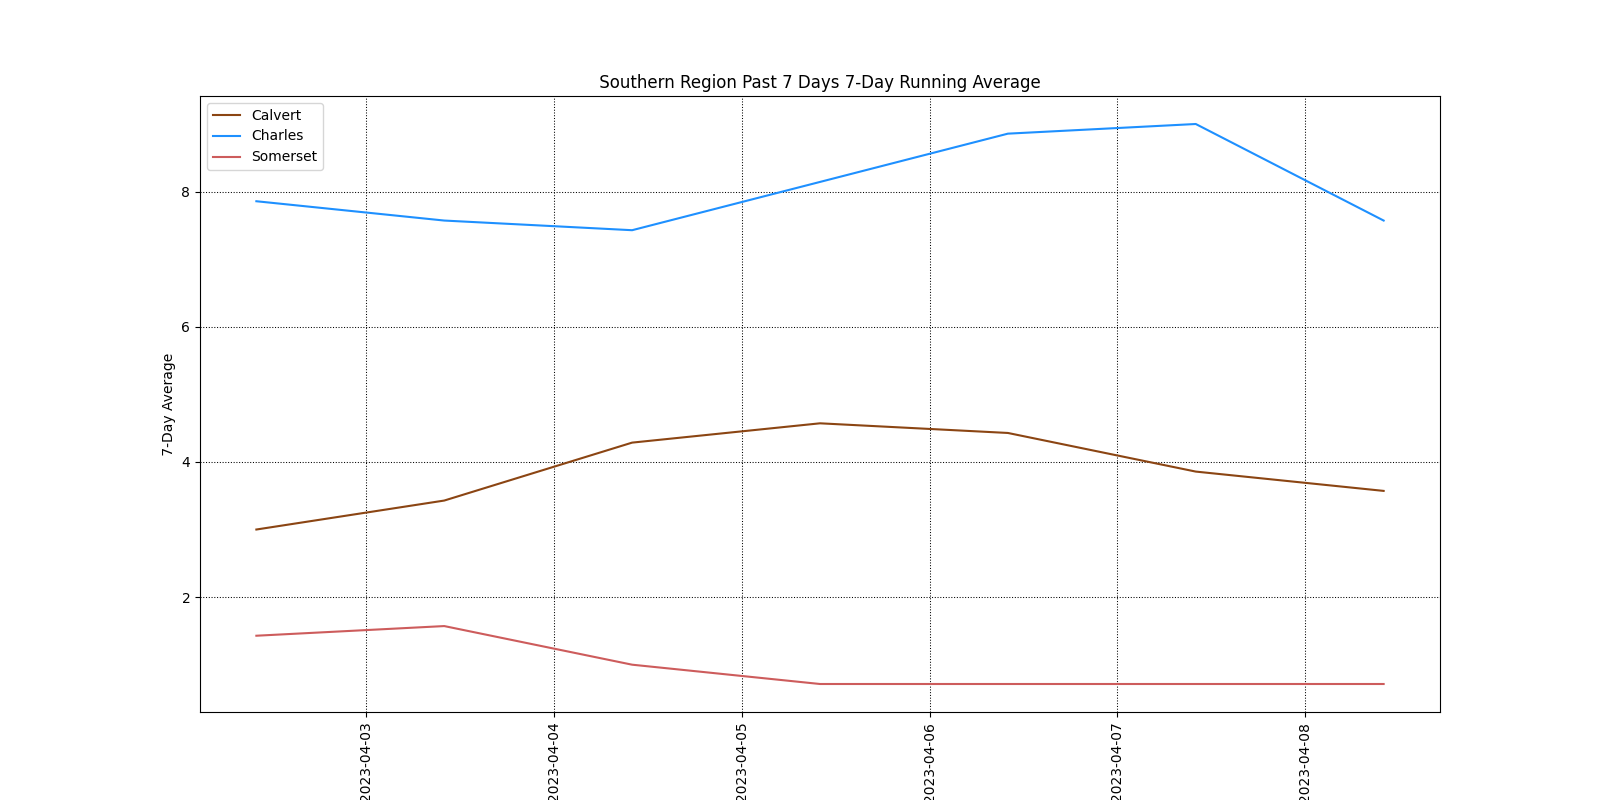 Southern Region Past 7 Days 7-Day Running Average
Calvert
Charles
Somerset
8
6
4
2
7-Day Average
2023-04-03
2023-04-04
2023-04-05
2023-04-06
2023-04-07
2023-04-08